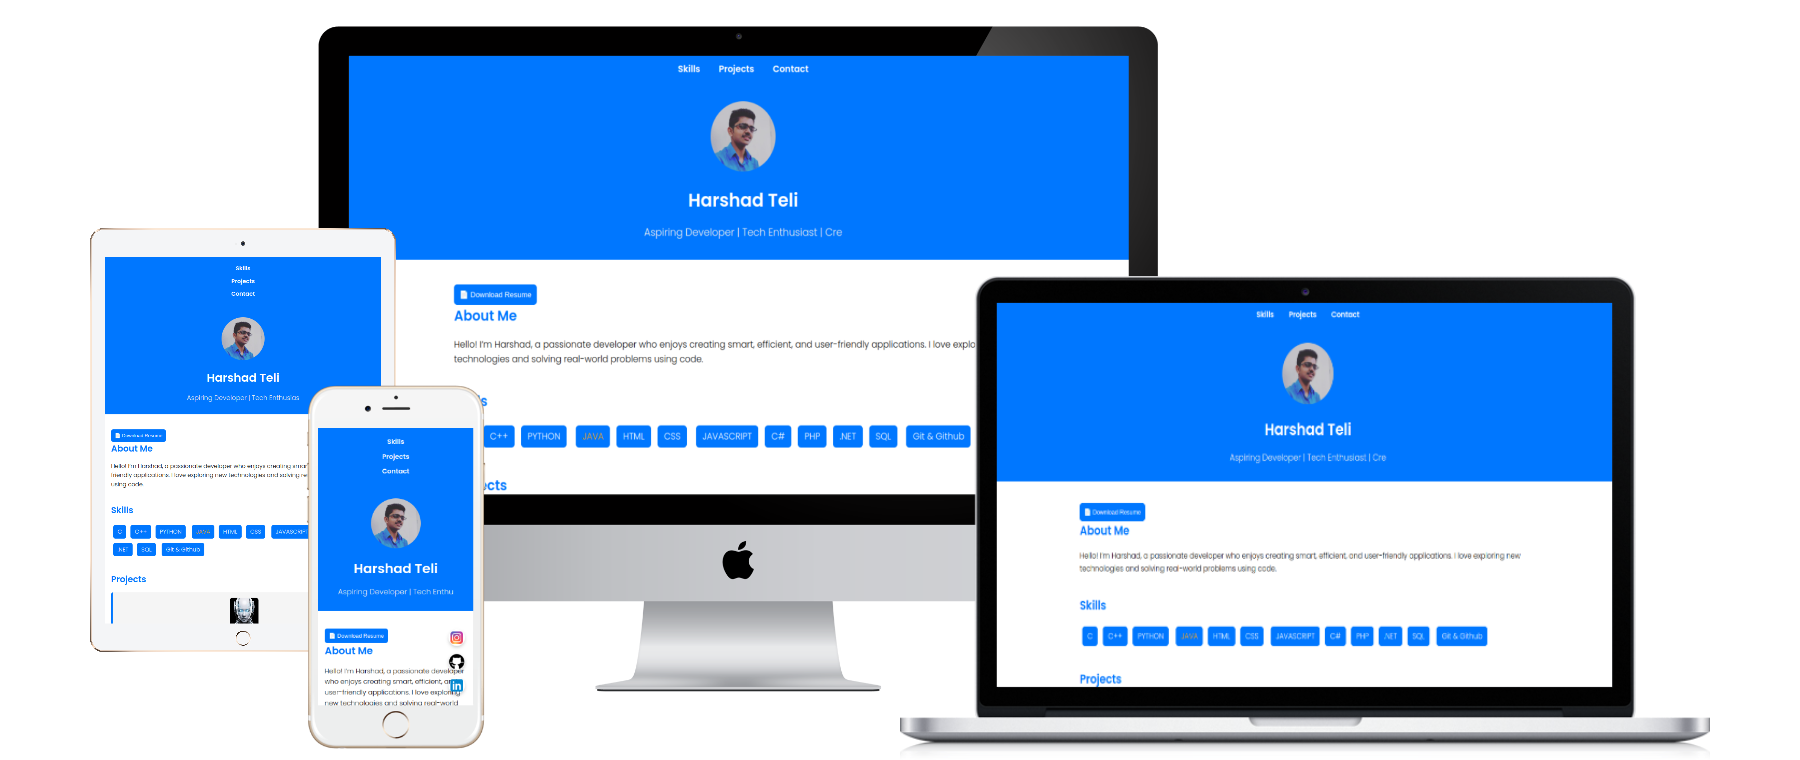 Skills Projects Contact
Harshad Teli
Aspiring Developer | Tech Enthusiast | Cre
Download Resume
About Me
Hello! I'm Harshad, a passionate developer who enjoys creating smart, efficient, and user-friendly applications. I love explo
technologies and solving real-world problems using code.
s
C++ PYTHON JAVA HTML CSS JAVASCRIPT C# PHP .NET SQL Git & Github
ects
Skills
Projects
Contact
Harshad Teli
Aspiring Developer | Tech Enthusias
Download Resume
About Me
Hello! I'm Harshad, a passionate developer who enjoys creating smar
friendly applications. I love exploring new technologies and solving re
using code.
Skills
C C++ PYTHON JAVA HTML CSS JAVASCRIP
.NET SQL Git & Github
Projects
Skills
Projects
Contact
Harshad Teli
Aspiring Developer | Tech Enthu
Download Resume
About Me
Hello! I'm Harshad, a passionate developer
who enjoys creating smart, efficient, and
user-friendly applications. I love exploring
new technologies and solving real-world
Skills Projects Contact
Harshad Teli
Aspiring Developer | Tech Enthusiast | Cre
Download Resume
About Me
Hello! I'm Harshad, a passionate developer who enjoys creating smart, efficient, and user-friendly applications. I love exploring new
technologies and solving real-world problems using code.
Skills
C C++ PYTHON JAVA HTML CSS JAVASCRIPT C# PHP .NET SQL Git & Github
Projects